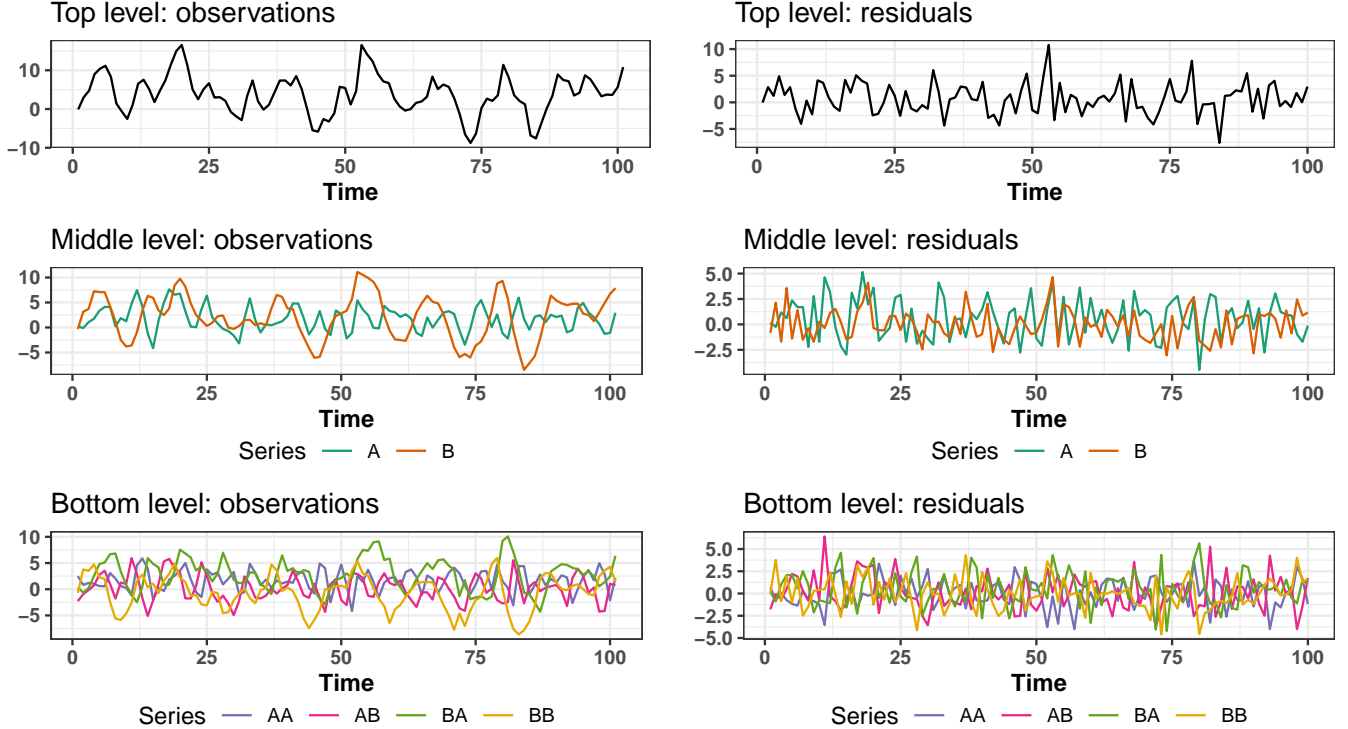 Top level: observations
10
0
−10
0 25 50 75 100
Time
Top level: residuals
10
5
0
−5
0 25 50 75 100
Time
Middle level: observations
10
5
0
−5
0 25 50 75 100
Time
Series A B
Middle level: residuals
5.0
2.5
0.0
−2.5
0 25 50 75 100
Time
Series A B
Bottom level: observations
10
5
0
−5
0 25 50 75 100
Time
Series AA AB BA BB
Bottom level: residuals
5.0
2.5
0.0
−2.5
−5.0
0 25 50 75 100
Time
Series AA AB BA BB